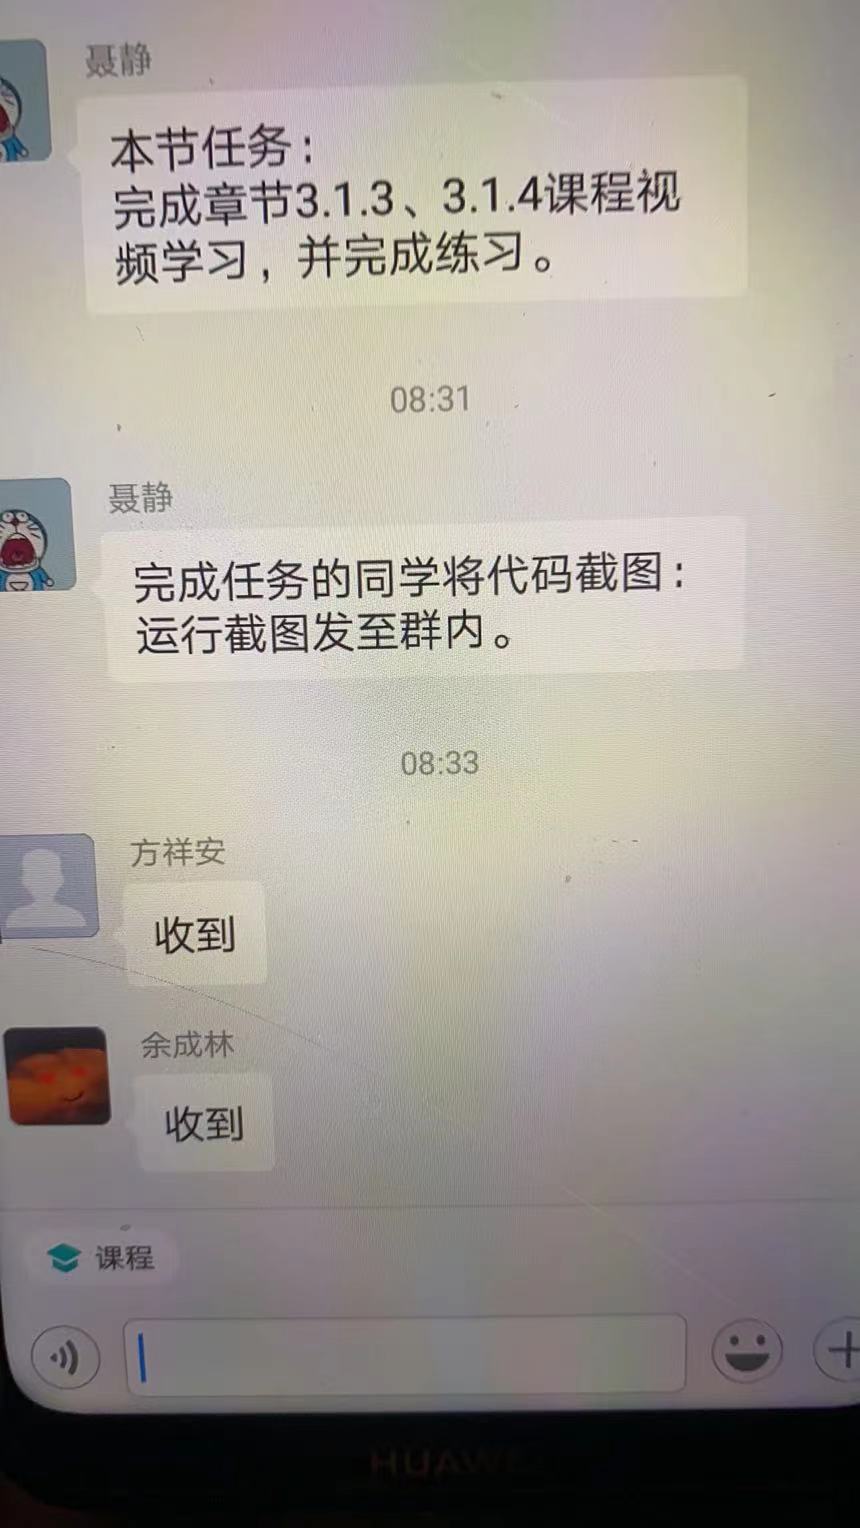 聂静
本节任务：
完成章节3.1.3、3.1.4课程视
频学习，并完成练习。
08:31
聂静
完成任务的同学将代码截图：
运行截图发至群内。
08:33
方祥安
收到
余成林
收到
课程
HUAWEI